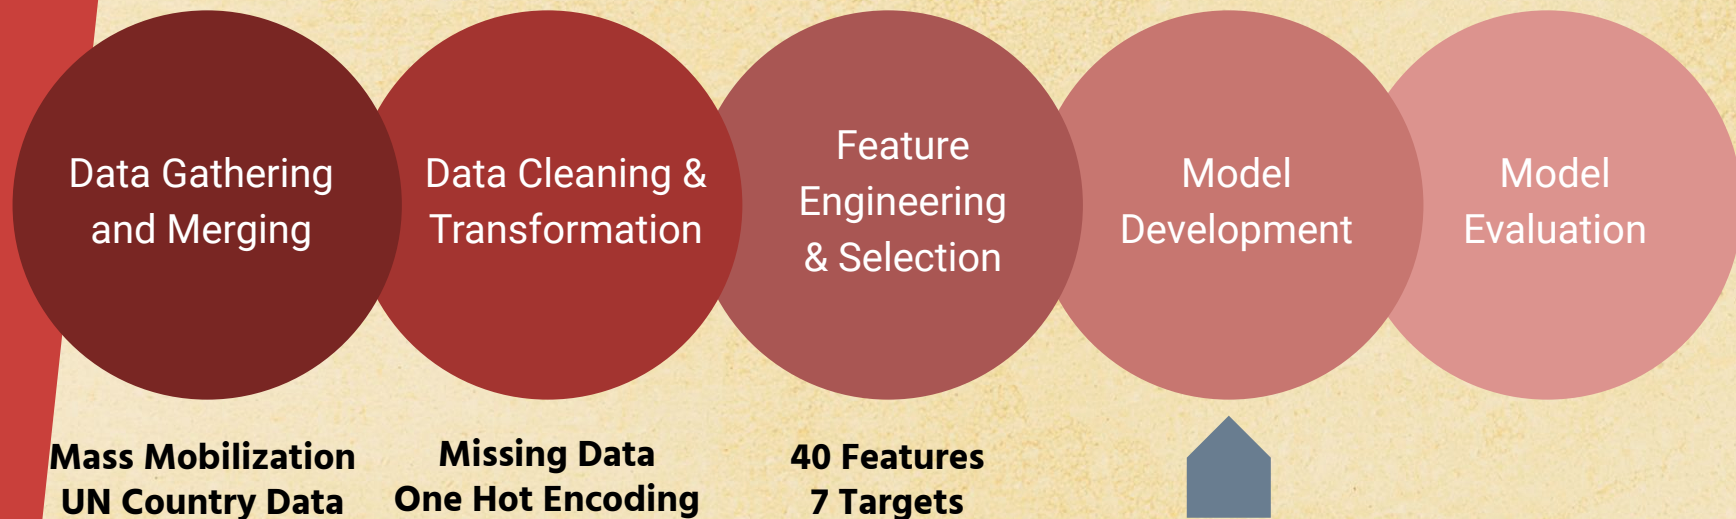 Data Gathering
and Merging
Data Cleaning &
Transformation
Feature
Engineering
& Selection
Model
Development
Model
Evaluation
Mass Mobilization
UN Country Data
Missing Data
One Hot Encoding
40 Features
7 Targets